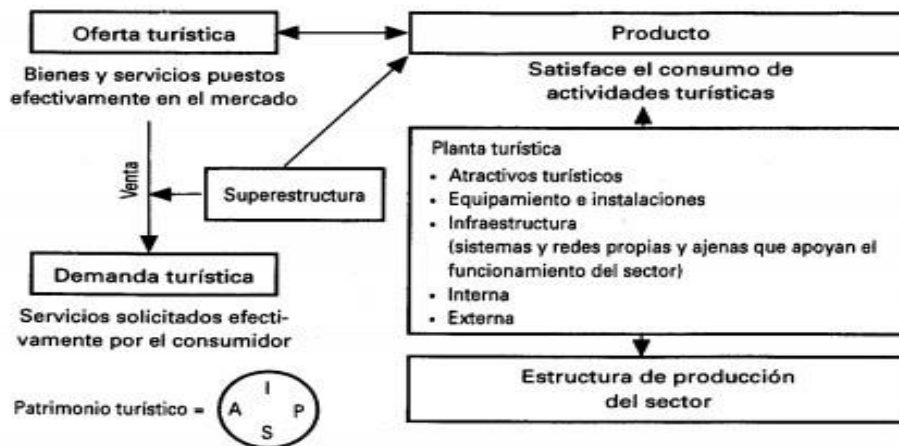 Oferta turística
Bienes y servicios puestos
efectivamente en el mercado
Venta
Superestructura
Demanda turística
Servicios solicitados efecti-
vamente por el consumidor
Patrimonio turístico =
I
A P
S
Producto
Satisface el consumo de
actividades turísticas
Planta turística
• Atractivos turísticos
• Equipamiento e instalaciones
• Infraestructura
(sistemas y redes propias y ajenas que apoyan el
funcionamiento del sector)
• Interna
• Externa
Estructura de producción
del sector